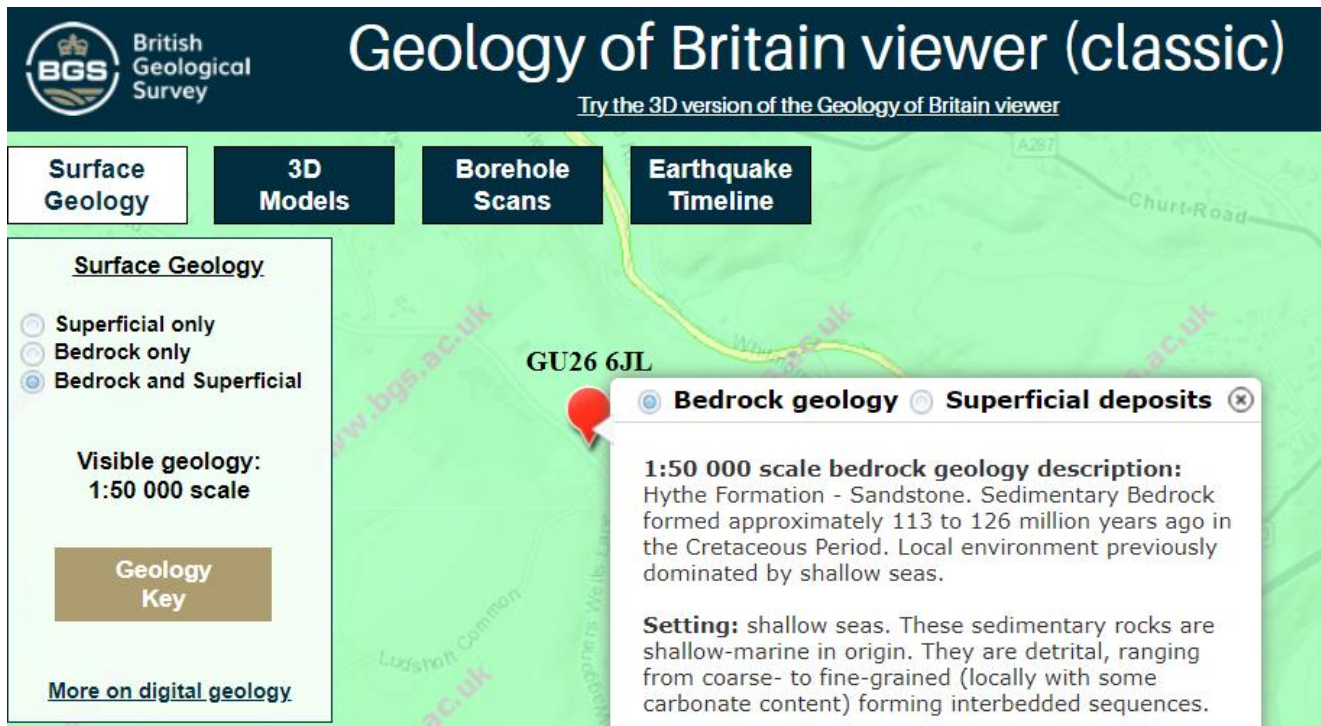 BGS
British
Geological
Survey
Geology of Britain viewer (classic)
Try the 3D version of the Geology of Britain viewer
Surface
Geology
3D
Models
Borehole
Scans
Earthquake
Timeline
A287
Churt Road
Surface Geology
Superficial only
Bedrock only
Bedrock and Superficial
Visible geology:
1:50 000 scale
Geology
Key
More on digital geology
www.bgs.ac.uk
GU26 6JL
Bedrock geology
Superficial deposits
1:50 000 scale bedrock geology description:
Hythe Formation - Sandstone. Sedimentary Bedrock
formed approximately 113 to 126 million years ago in
the Cretaceous Period. Local environment previously
dominated by shallow seas.
Setting: shallow seas. These sedimentary rocks are
shallow-marine in origin. They are detrital, ranging
from coarse- to fine-grained (locally with some
carbonate content) forming interbedded sequences.
Ludshott Common
Waggoners Wells Lane